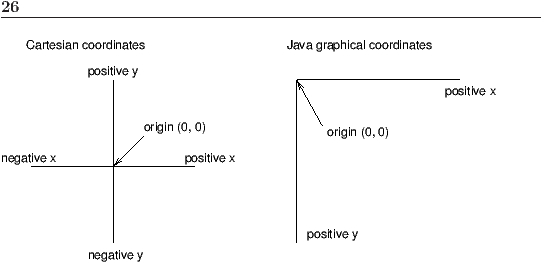 26
Cartesian coordinates
positive y
origin (0, 0)
negative x
positive x
negative y
Java graphical coordinates
positive x
origin (0, 0)
positive y